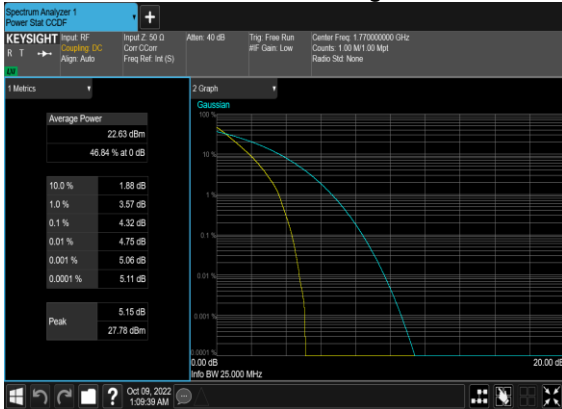 Spectrum Analyzer 1
Power Stat CCDF
+
KEYSIGHT
R T
LV
Input: RF
Coupling: DC
Align: Auto
Input Z: 50 Ω
Corr CCorr
Freq Ref: Int (S)
Atten: 40 dB
Trig: Free Run
#IF Gain: Low
Center Freq: 1.770000000 GHz
Counts: 1.00 M/1.00 Mpt
Radio Std: None
1 Metrics
Average Power
22.63 dBm
46.84 % at 0 dB
10.0 % 1.88 dB
1.0 % 3.57 dB
0.1 % 4.32 dB
0.01 % 4.75 dB
0.001 % 5.06 dB
0.0001 % 5.11 dB
Peak
5.15 dB
27.78 dBm
2 Graph
Gaussian
100 %
10 %
1 %
0.1 %
0.01 %
0.001 %
0.0001 %
0.00 dB 20.00 dB
Info BW 25.000 MHz
?
Oct 09, 2022
1:09:39 AM